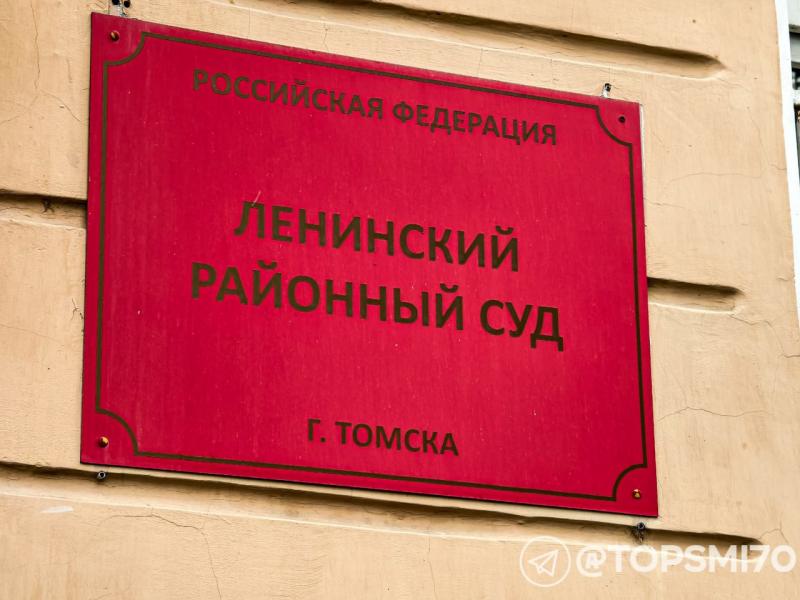 РОССИЙСКАЯ ФЕДЕРАЦИЯ
ЛЕНИНСКИЙ
РАЙОННЫЙ СУД
Г. ТОМСКА
@TOPSMI70